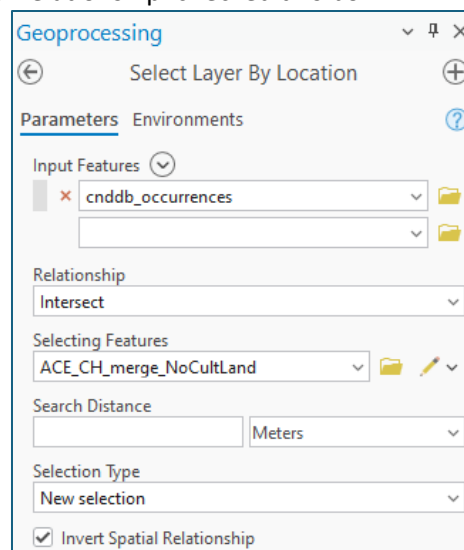 Geoprocessing
Select Layer By Location
Parameters Environments
?
Input Features
cnddb_occurrences
Relationship
Intersect
Selecting Features
ACE_CH_merge_NoCultLand
Search Distance
Meters
Selection Type
New selection
Invert Spatial Relationship